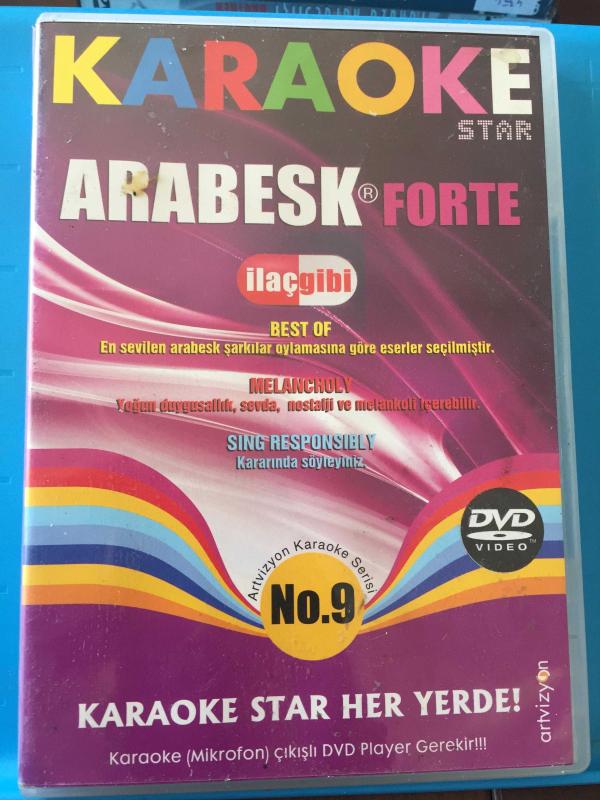 KARAOKE
STAR
ARABESK® FORTE
ilaçgibi
BEST OF
En sevilen arabesk şarkılar oylamasına göre eserler seçilmiştir.
MELANCHOLY
Yoğun duygusallık, sevda, nostalji ve melankoli içerebilir.
SING RESPONSIBLY
Kararında söyleyiniz.
DVD
VIDEO™
Artvizyon Karaoke Serisi
No.9
KARAOKE STAR HER YERDE!
artvizyon
Karaoke (Mikrofon) çıkışlı DVD Player Gerekir!!!